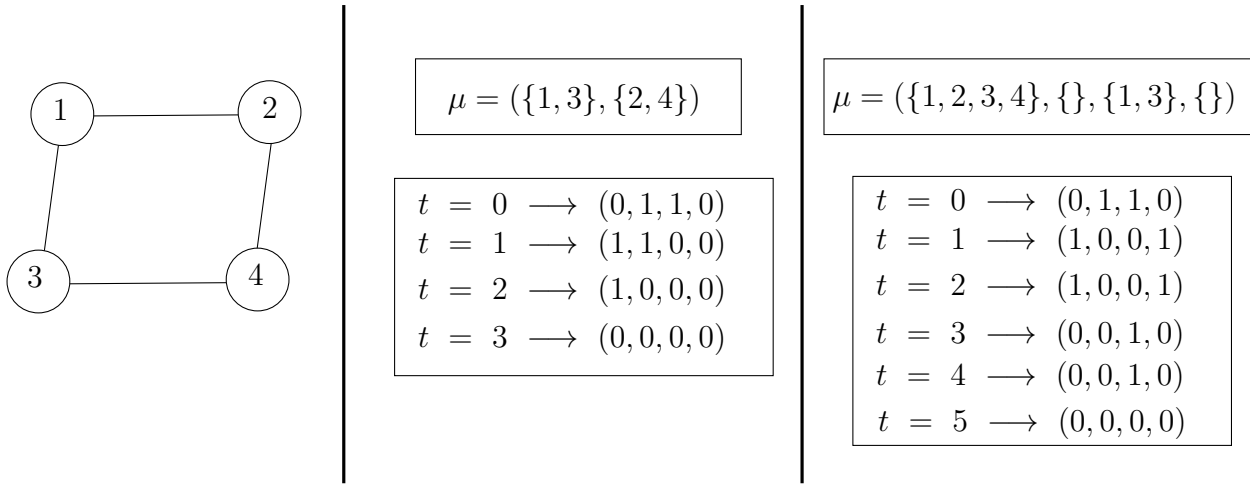 1
2
3
4
μ = ({1, 3}, {2, 4})
t = 0 ⟶ (0, 1, 1, 0)
t = 1 ⟶ (1, 1, 0, 0)
t = 2 ⟶ (1, 0, 0, 0)
t = 3 ⟶ (0, 0, 0, 0)
μ = ({1, 2, 3, 4}, {}, {1, 3}, {})
t = 0 ⟶ (0, 1, 1, 0)
t = 1 ⟶ (1, 0, 0, 1)
t = 2 ⟶ (1, 0, 0, 1)
t = 3 ⟶ (0, 0, 1, 0)
t = 4 ⟶ (0, 0, 1, 0)
t = 5 ⟶ (0, 0, 0, 0)